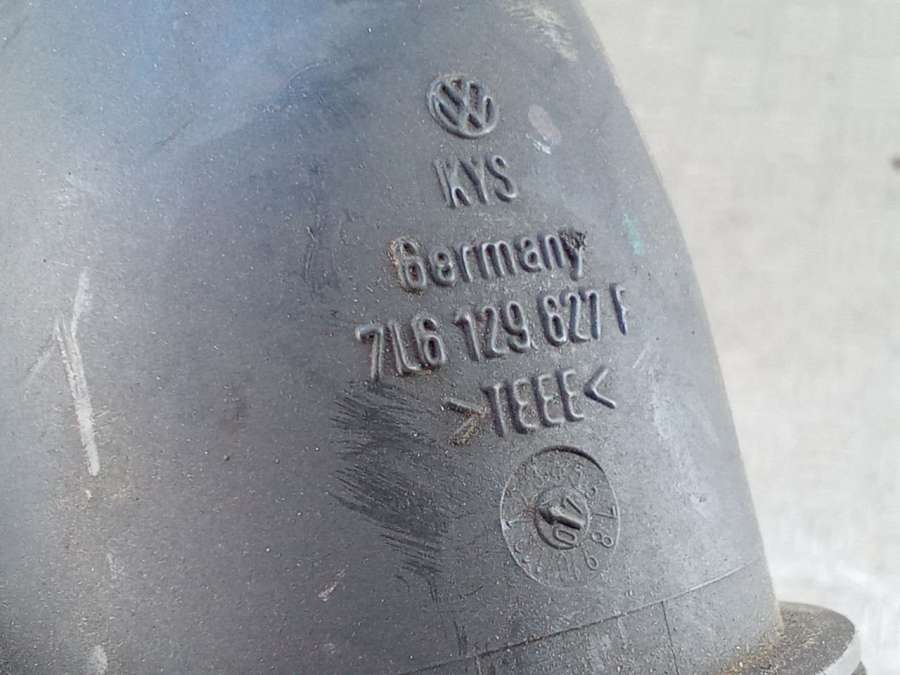 KYS
Germany
7L6 129 627 F
>TEEE<